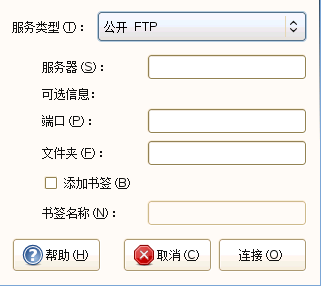 服务类型(T)： 公开 FTP
服务器(S)：
可选信息:
端口(P)：
文件夹(F)：
添加书签(B)
书签名称(N)：
帮助(H) 取消(C) 连接(O)